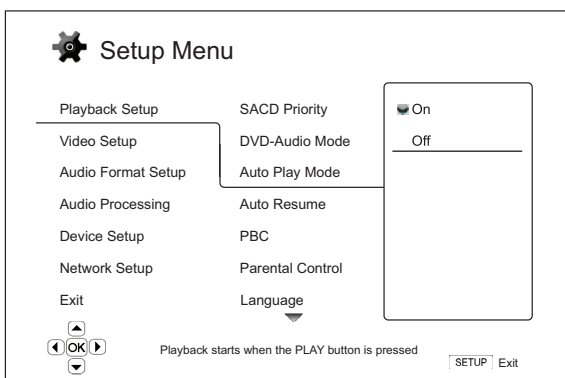 Setup Menu
Playback Setup
Video Setup
Audio Format Setup
Audio Processing
Device Setup
Network Setup
Exit
SACD Priority
DVD-Audio Mode
Auto Play Mode
Auto Resume
PBC
Parental Control
Language
On
Off
OK
Playback starts when the PLAY button is pressed
SETUP Exit